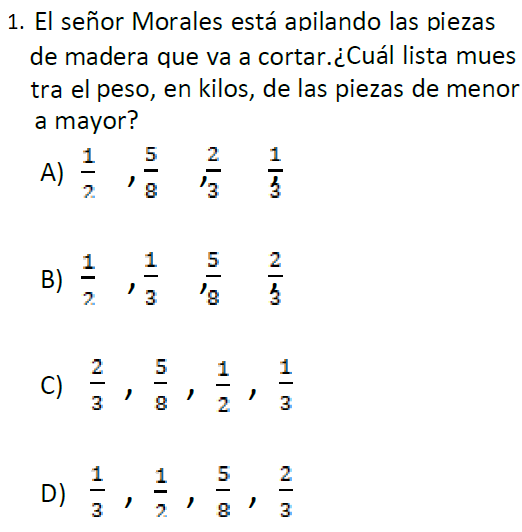 1. El señor Morales está apilando las piezas
de madera que va a cortar.¿Cuál lista mues
tra el peso, en kilos, de las piezas de menor
a mayor?
A) 1/2 , 5/8 , 2/3 , 1/3
B) 1/2 , 1/3 , 5/8 , 2/3
C) 2/3 , 5/8 , 1/2 , 1/3
D) 1/3 , 1/2 , 5/8 , 2/3